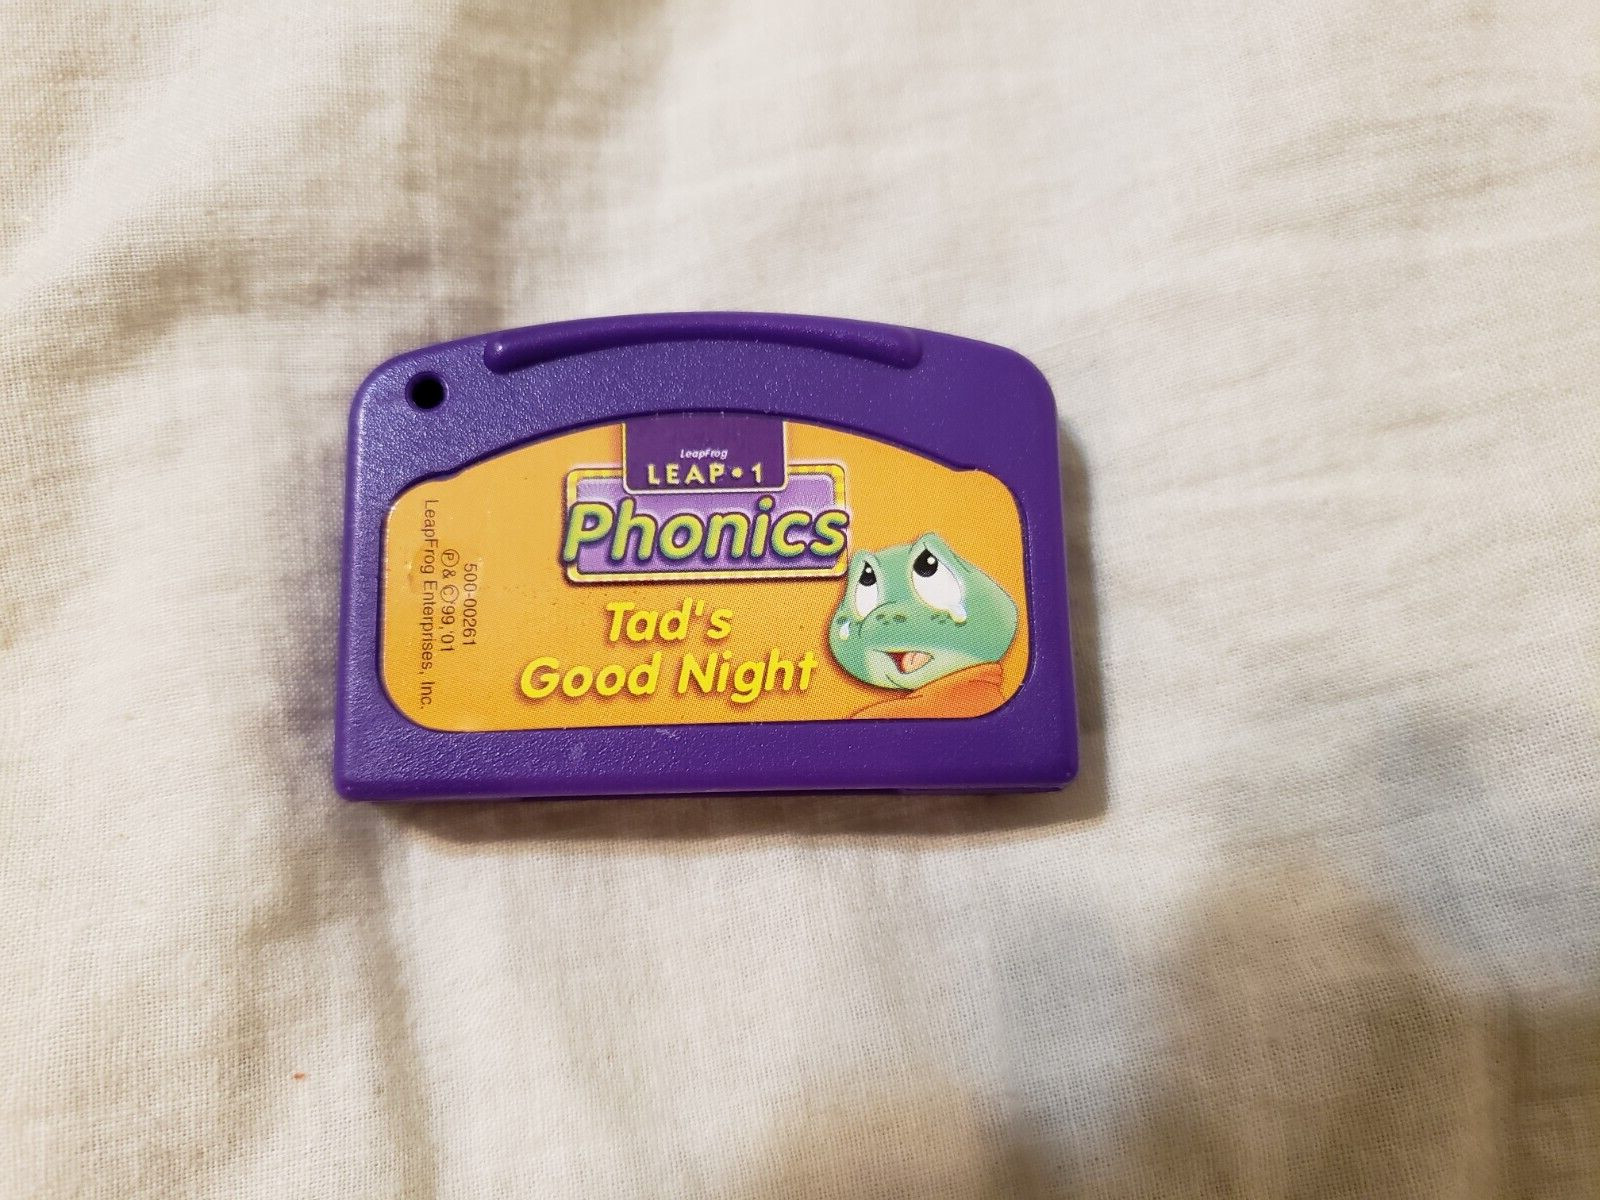 LeapFrog
LEAP•1
Phonics
Tad's
Good Night
500-00261
Ⓟ& ©'99,'01
LeapFrog Enterprises, Inc.